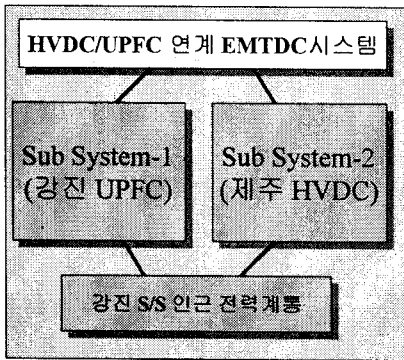 HVDC/UPFC 연계 EMTDC시스템
Sub System-1
(강진 UPFC)
Sub System-2
(제주 HVDC)
강진 S/S 인근 전력계통